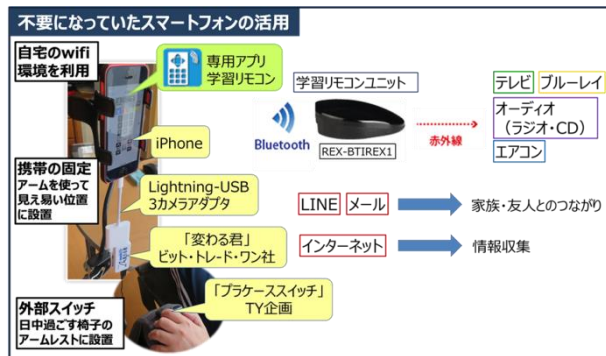 不要になっていたスマートフォンの活用
自宅のwifi
環境を利用
専用アプリ
学習リモコン
iPhone
携帯の固定
アームを使って
見え易い位置
に設置
Lightning-USB
3カメラアダプタ
「変わる君」
ビット・トレード・ワン社
外部スイッチ
日中過ごす椅子の
アームレストに設置
「プラケーススイッチ」
TY企画
学習リモコンユニット
Bluetooth
REX-BTIREX1
赤外線
テレビ ブルーレイ
オーディオ
（ラジオ・CD）
エアコン
LINE メール
家族・友人とのつながり
インターネット
情報収集